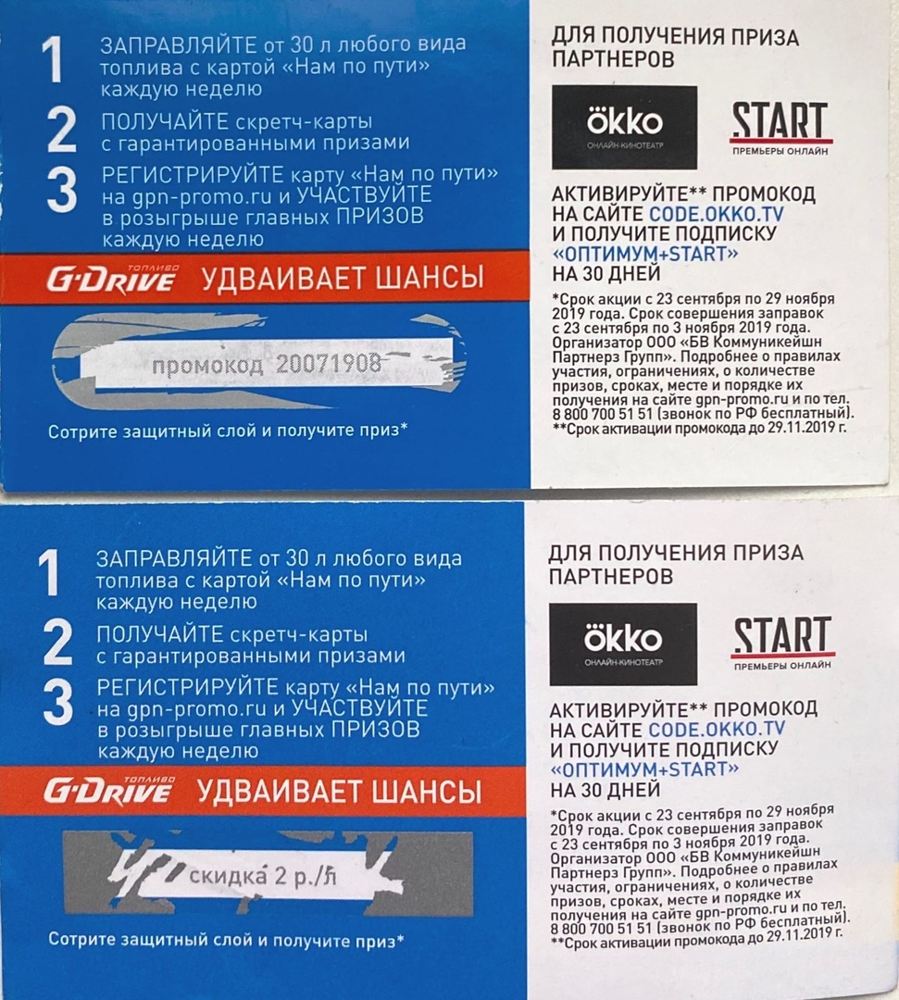 1 ЗАПРАВЛЯЙТЕ от 30 л любого вида
топлива с картой «Нам по пути»
каждую неделю
2 ПОЛУЧАЙТЕ скретч-карты
с гарантированными призами
3 РЕГИСТРИРУЙТЕ карту «Нам по пути»
на gpn-promo.ru и УЧАСТВУЙТЕ
в розыгрыше главных ПРИЗОВ
каждую неделю
ТОПЛИВО
G-DRIVE УДВАИВАЕТ ШАНСЫ
промокод 20071908
Сотрите защитный слой и получите приз*
ДЛЯ ПОЛУЧЕНИЯ ПРИЗА
ПАРТНЕРОВ
ökko
ОНЛАЙН-КИНОТЕАТР
.START
ПРЕМЬЕРЫ ОНЛАЙН
АКТИВИРУЙТЕ** ПРОМОКОД
НА САЙТЕ CODE.OKKO.TV
И ПОЛУЧИТЕ ПОДПИСКУ
«ОПТИМУМ+START»
НА 30 ДНЕЙ
*Срок акции с 23 сентября по 29 ноября
2019 года. Срок совершения заправок
с 23 сентября по 3 ноября 2019 года.
Организатор ООО «БВ Коммуникейшн
Партнерз Групп». Подробнее о правилах
участия, ограничениях, о количестве
призов, сроках, месте и порядке их
получения на сайте gpn-promo.ru и по тел.
8 800 700 51 51 (звонок по РФ бесплатный).
**Срок активации промокода до 29.11.2019 г.
1 ЗАПРАВЛЯЙТЕ от 30 л любого вида
топлива с картой «Нам по пути»
каждую неделю
2 ПОЛУЧАЙТЕ скретч-карты
с гарантированными призами
3 РЕГИСТРИРУЙТЕ карту «Нам по пути»
на gpn-promo.ru и УЧАСТВУЙТЕ
в розыгрыше главных ПРИЗОВ
каждую неделю
ТОПЛИВО
G-DRIVE УДВАИВАЕТ ШАНСЫ
скидка 2 р./л
Сотрите защитный слой и получите приз*
ДЛЯ ПОЛУЧЕНИЯ ПРИЗА
ПАРТНЕРОВ
ökko
ОНЛАЙН-КИНОТЕАТР
.START
ПРЕМЬЕРЫ ОНЛАЙН
АКТИВИРУЙТЕ** ПРОМОКОД
НА САЙТЕ CODE.OKKO.TV
И ПОЛУЧИТЕ ПОДПИСКУ
«ОПТИМУМ+START»
НА 30 ДНЕЙ
*Срок акции с 23 сентября по 29 ноября
2019 года. Срок совершения заправок
с 23 сентября по 3 ноября 2019 года.
Организатор ООО «БВ Коммуникейшн
Партнерз Групп». Подробнее о правилах
участия, ограничениях, о количестве
призов, сроках, месте и порядке их
получения на сайте gpn-promo.ru и по тел.
8 800 700 51 51 (звонок по РФ бесплатный).
**Срок активации промокода до 29.11.2019 г.